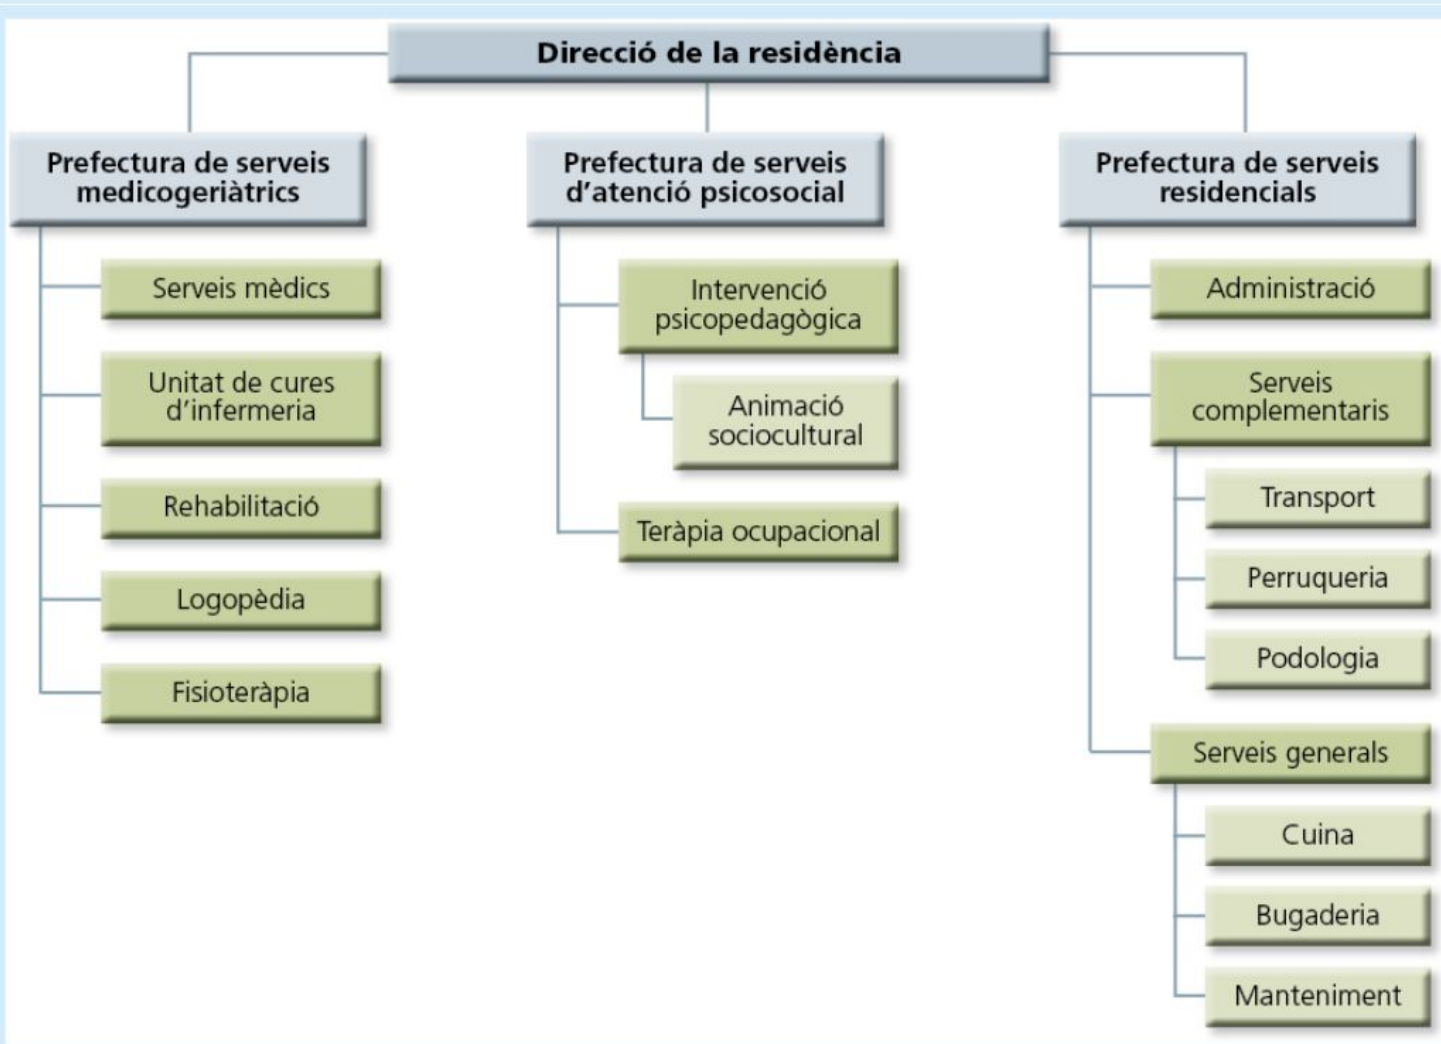 Direcció de la residència
Prefectura de serveis
medicogeriàtrics
Serveis mèdics
Unitat de cures
d’infermeria
Rehabilitació
Logopèdia
Fisioteràpia
Prefectura de serveis
d’atenció psicosocial
Intervenció
psicopedagògica
Animació
sociocultural
Teràpia ocupacional
Prefectura de serveis
residencials
Administració
Serveis
complementaris
Transport
Perruqueria
Podologia
Serveis generals
Cuina
Bugaderia
Manteniment